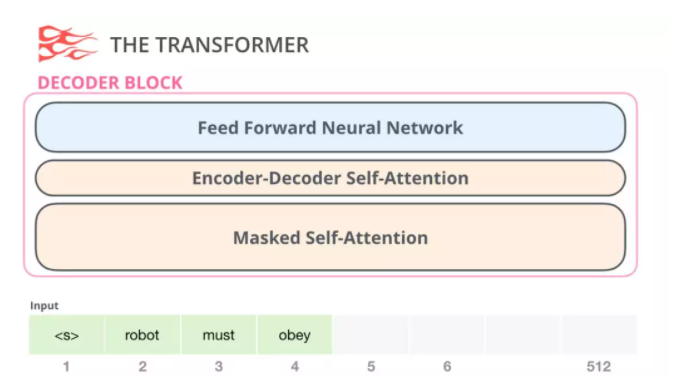 THE TRANSFORMER
DECODER BLOCK
Feed Forward Neural Network
Encoder-Decoder Self-Attention
Masked Self-Attention
Input
<s> robot must obey
1 2 3 4 5 6 512